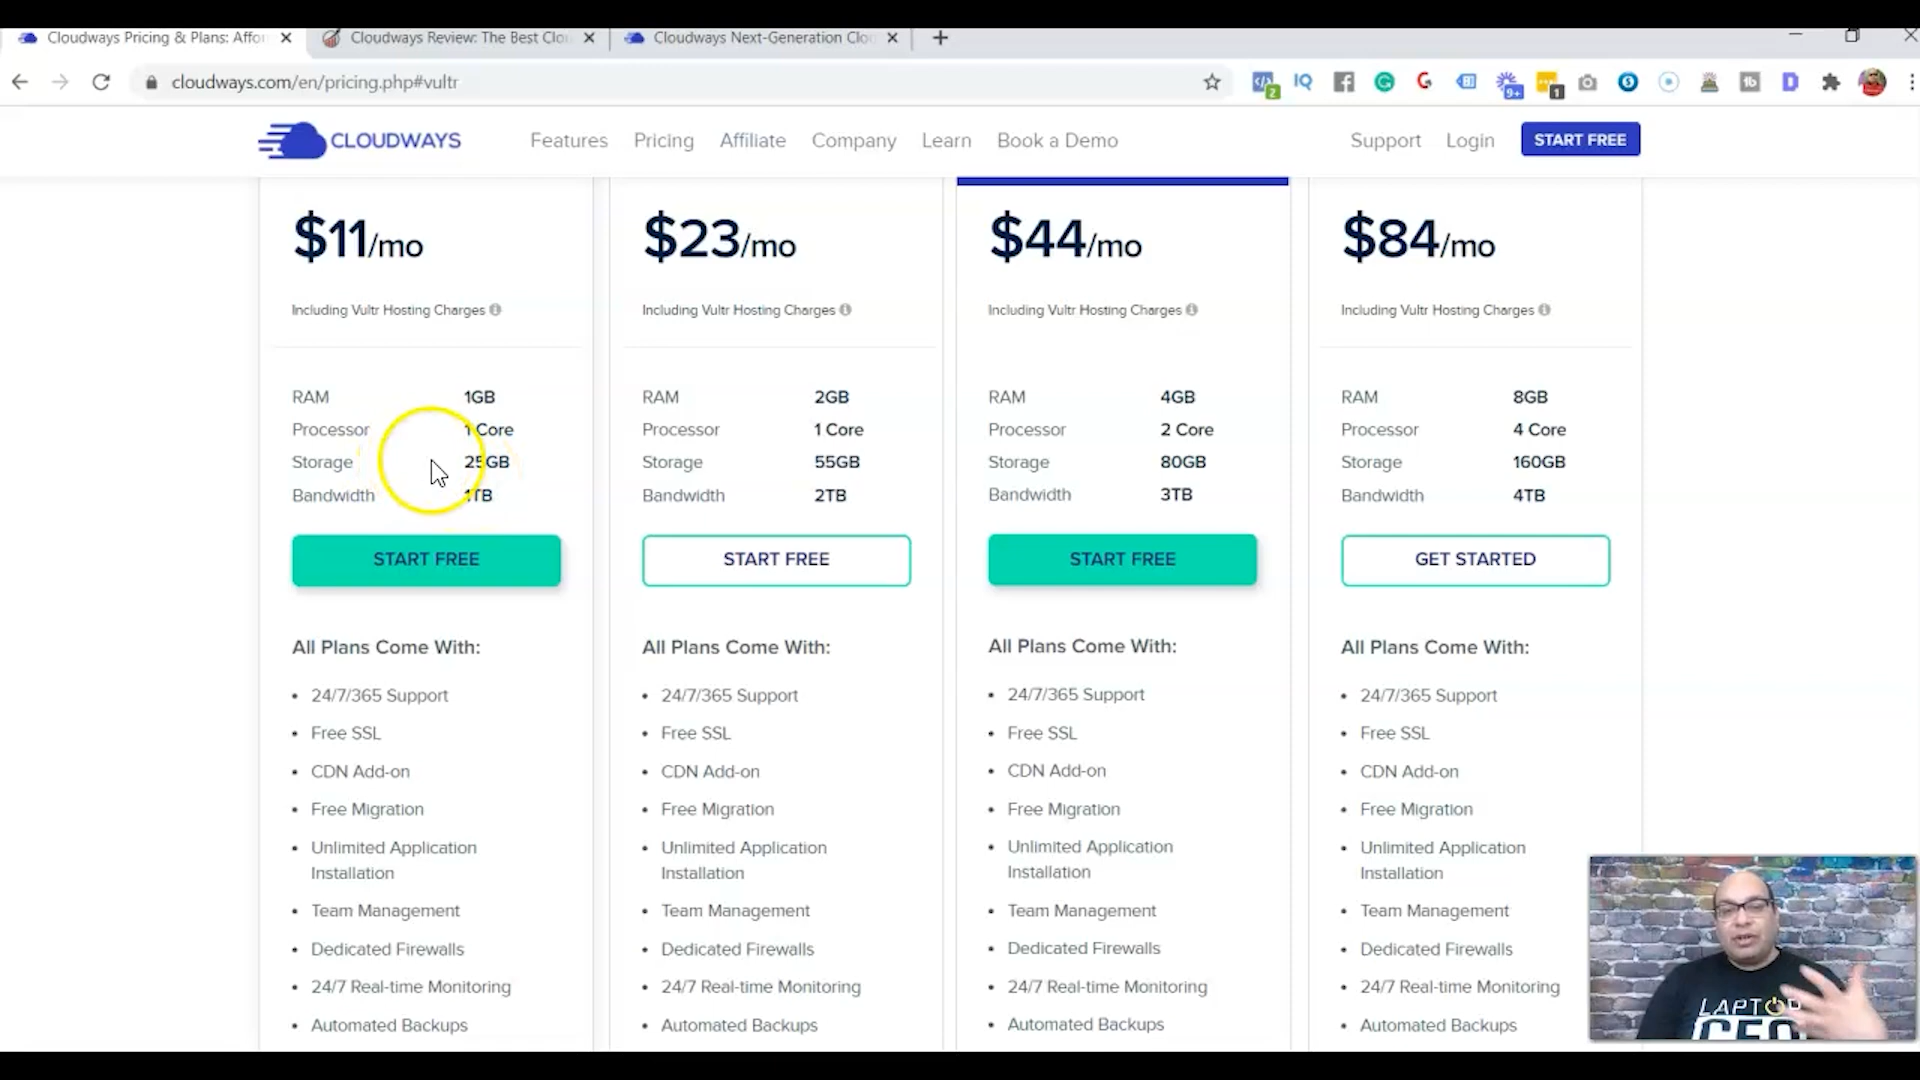 Cloudways Pricing & Plans: Affor
Cloudways Review: The Best Clo
Cloudways Next-Generation Clo
cloudways.com/en/pricing.php#vultr
2
IQ
9+
1
CLOUDWAYS
Features
Pricing
Affiliate
Company
Learn
Book a Demo
Support
Login
START FREE
$11/mo
Including Vultr Hosting Charges
RAM 1GB
Processor 1 Core
Storage 25GB
Bandwidth 1TB
START FREE
All Plans Come With:
• 24/7/365 Support
• Free SSL
• CDN Add-on
• Free Migration
• Unlimited Application
Installation
• Team Management
• Dedicated Firewalls
• 24/7 Real-time Monitoring
• Automated Backups
$23/mo
Including Vultr Hosting Charges
RAM 2GB
Processor 1 Core
Storage 55GB
Bandwidth 2TB
START FREE
All Plans Come With:
• 24/7/365 Support
• Free SSL
• CDN Add-on
• Free Migration
• Unlimited Application
Installation
• Team Management
• Dedicated Firewalls
• 24/7 Real-time Monitoring
• Automated Backups
$44/mo
Including Vultr Hosting Charges
RAM 4GB
Processor 2 Core
Storage 80GB
Bandwidth 3TB
START FREE
All Plans Come With:
• 24/7/365 Support
• Free SSL
• CDN Add-on
• Free Migration
• Unlimited Application
Installation
• Team Management
• Dedicated Firewalls
• 24/7 Real-time Monitoring
• Automated Backups
$84/mo
Including Vultr Hosting Charges
RAM 8GB
Processor 4 Core
Storage 160GB
Bandwidth 4TB
GET STARTED
All Plans Come With:
• 24/7/365 Support
• Free SSL
• CDN Add-on
• Free Migration
• Unlimited Application
Installation
• Team Management
• Dedicated Firewalls
• 24/7 Real-time Monitoring
• Automated Backups
LAPTOP
CEO